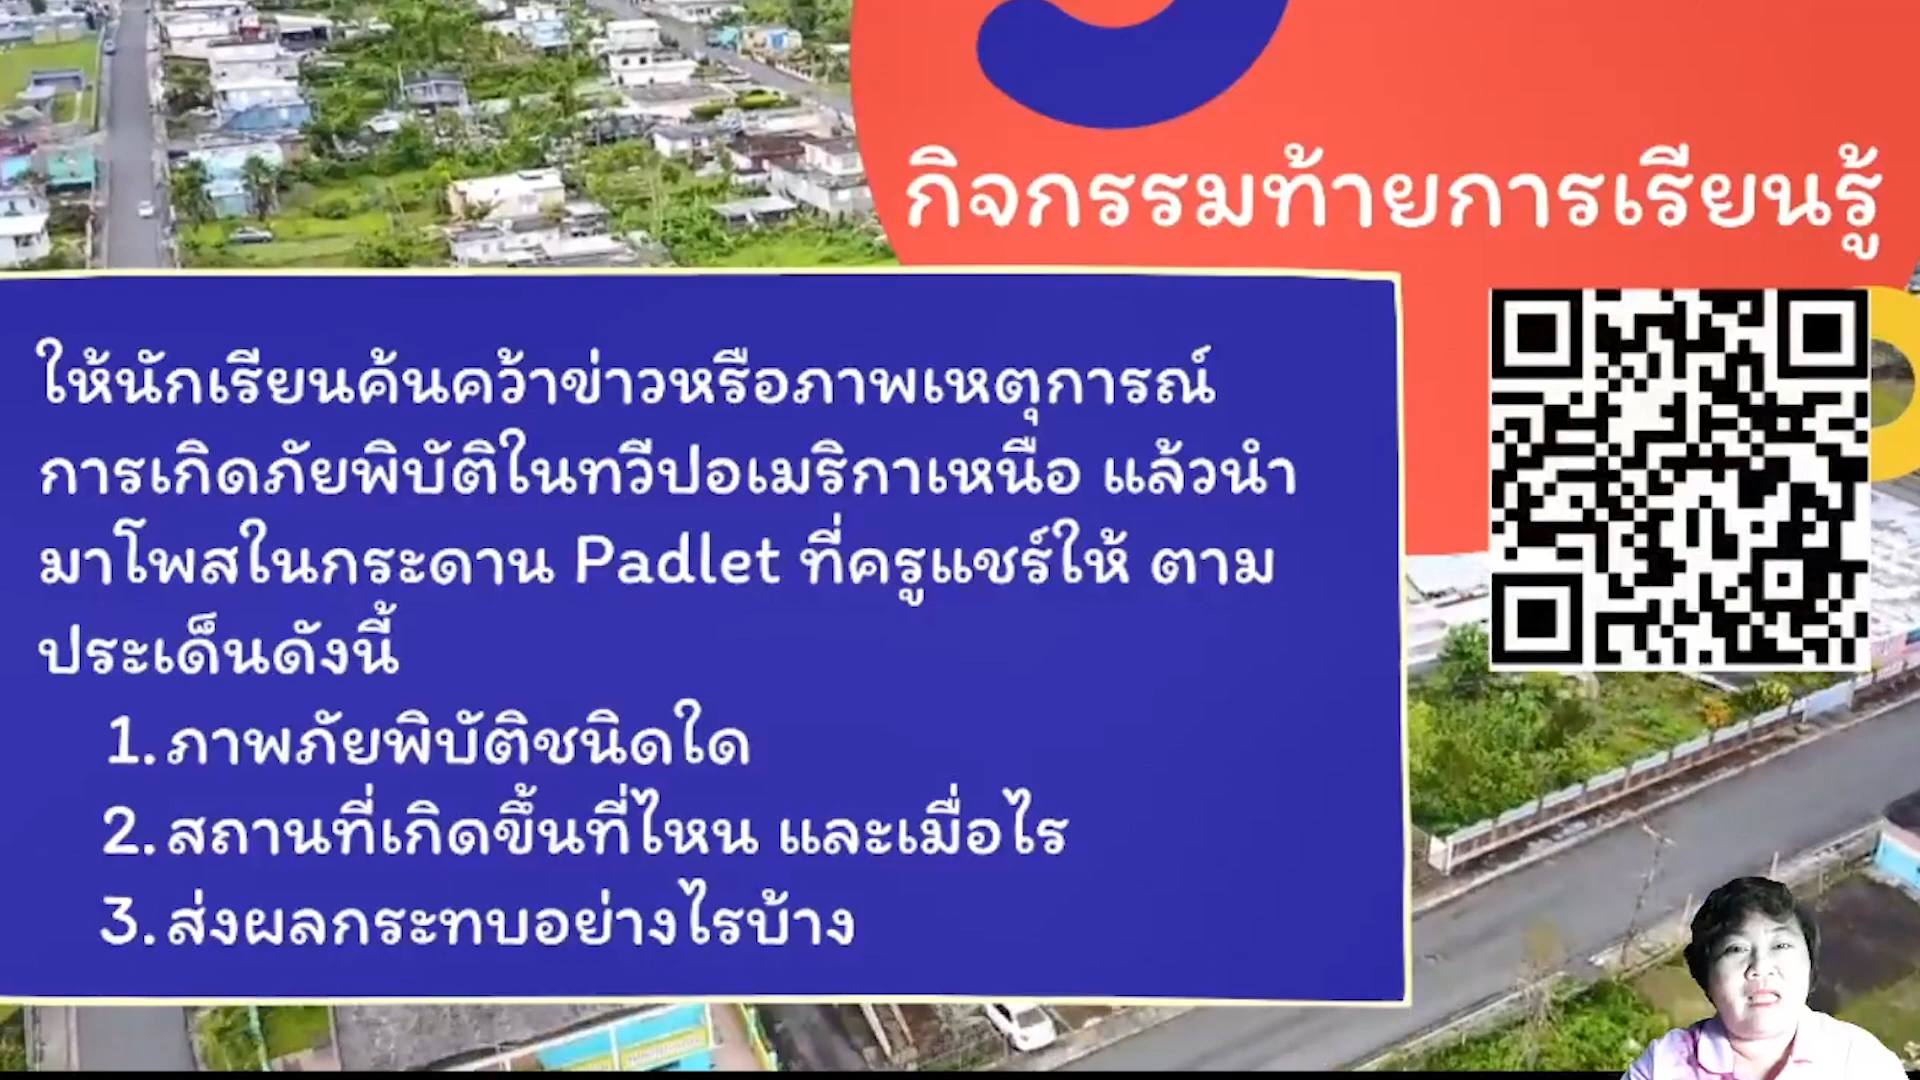 กิจกรรมท้ายการเรียนรู้
ให้นักเรียนค้นคว้าข่าวหรือภาพเหตุการณ์
การเกิดภัยพิบัติในทวีปอเมริกาเหนือ แล้วนำ
มาโพสในกระดาน Padlet ที่ครูแชร์ให้ ตาม
ประเด็นดังนี้
1. ภาพภัยพิบัติชนิดใด
2. สถานที่เกิดขึ้นที่ไหน และเมื่อไร
3. ส่งผลกระทบอย่างไรบ้าง